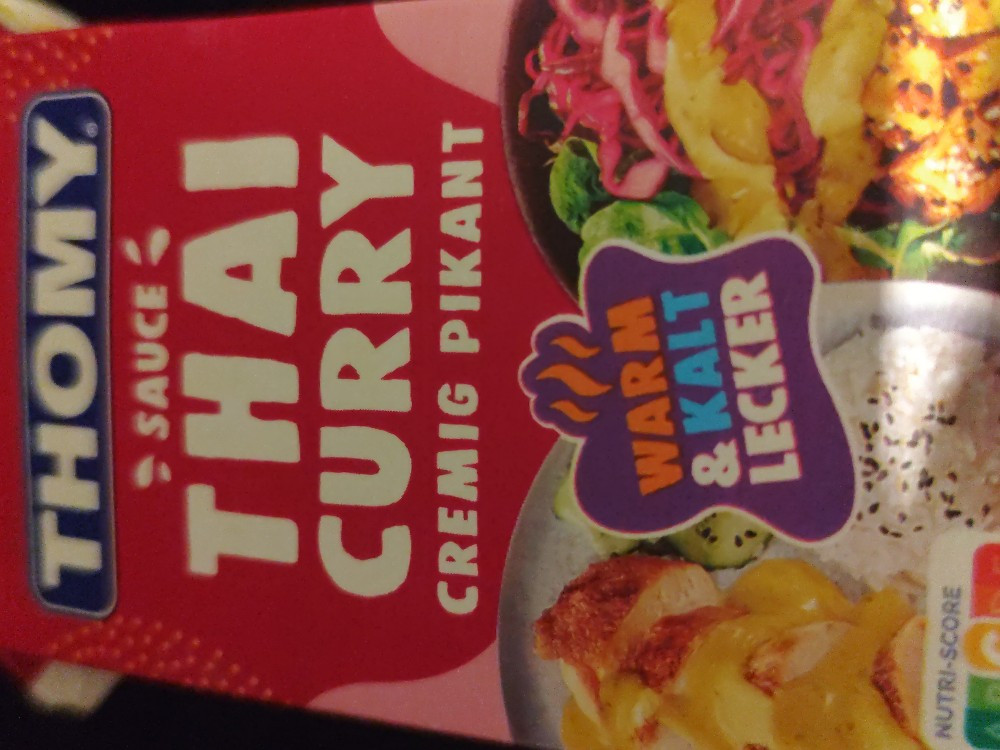 THOMY
SAUCE
THAI
CURRY
CREMIG PIKANT
WARM
& KALT
LECKER
NUTRI-SCORE